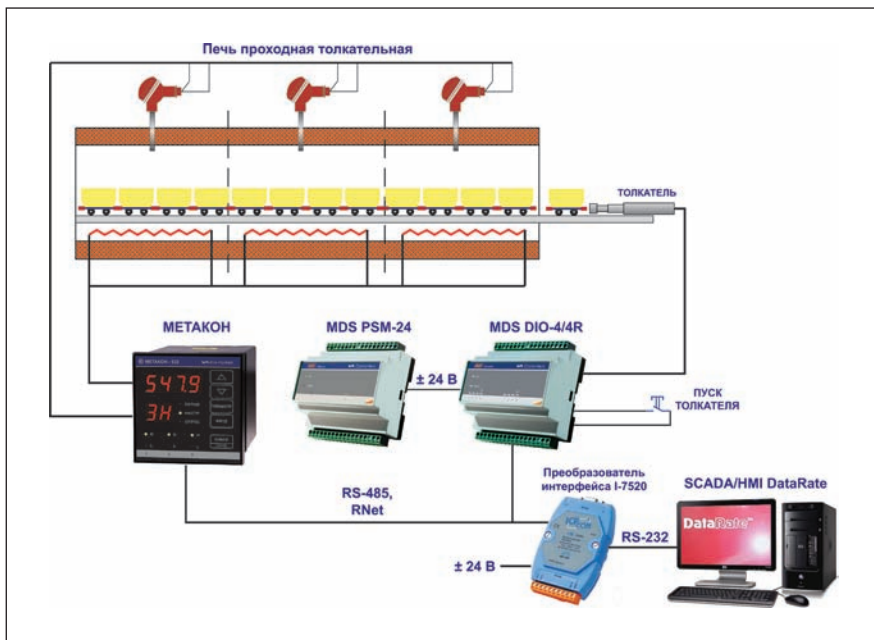 Печь проходная толкательная
ТОЛКАТЕЛЬ
МЕТАКОН
MDS PSM-24
MDS DIO-4/4R
± 24 В
547.9
3Н
ПУСК
ТОЛКАТЕЛЯ
RS-485,
RNet
Преобразователь
интерфейса I-7520
SCADA/HMI DataRate
DataRate
RS-232
± 24 В